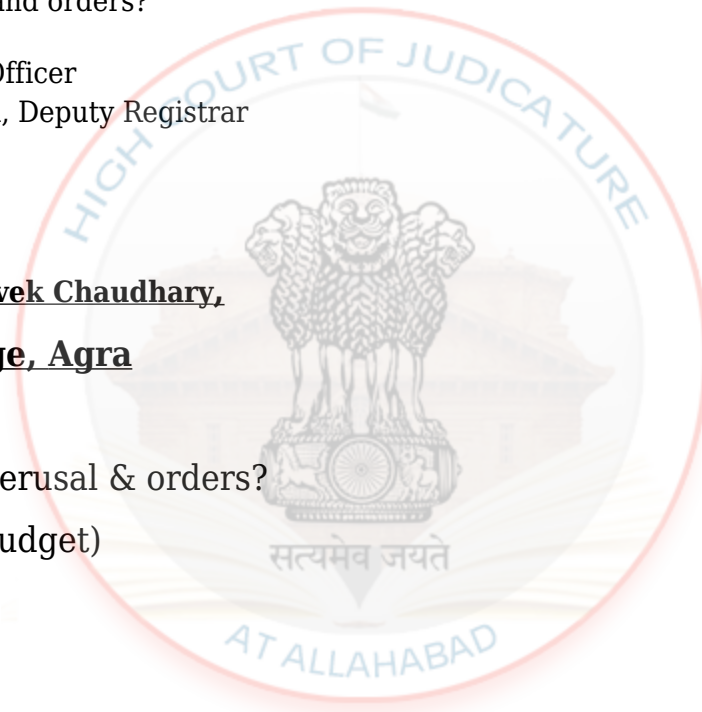 and orders?
HIGH COURT OF JUDICATURE
Officer
, Deputy Registrar
vek Chaudhary,
ge, Agra
erusal & orders?
udget)
सत्यमेव जयते
AT ALLAHABAD